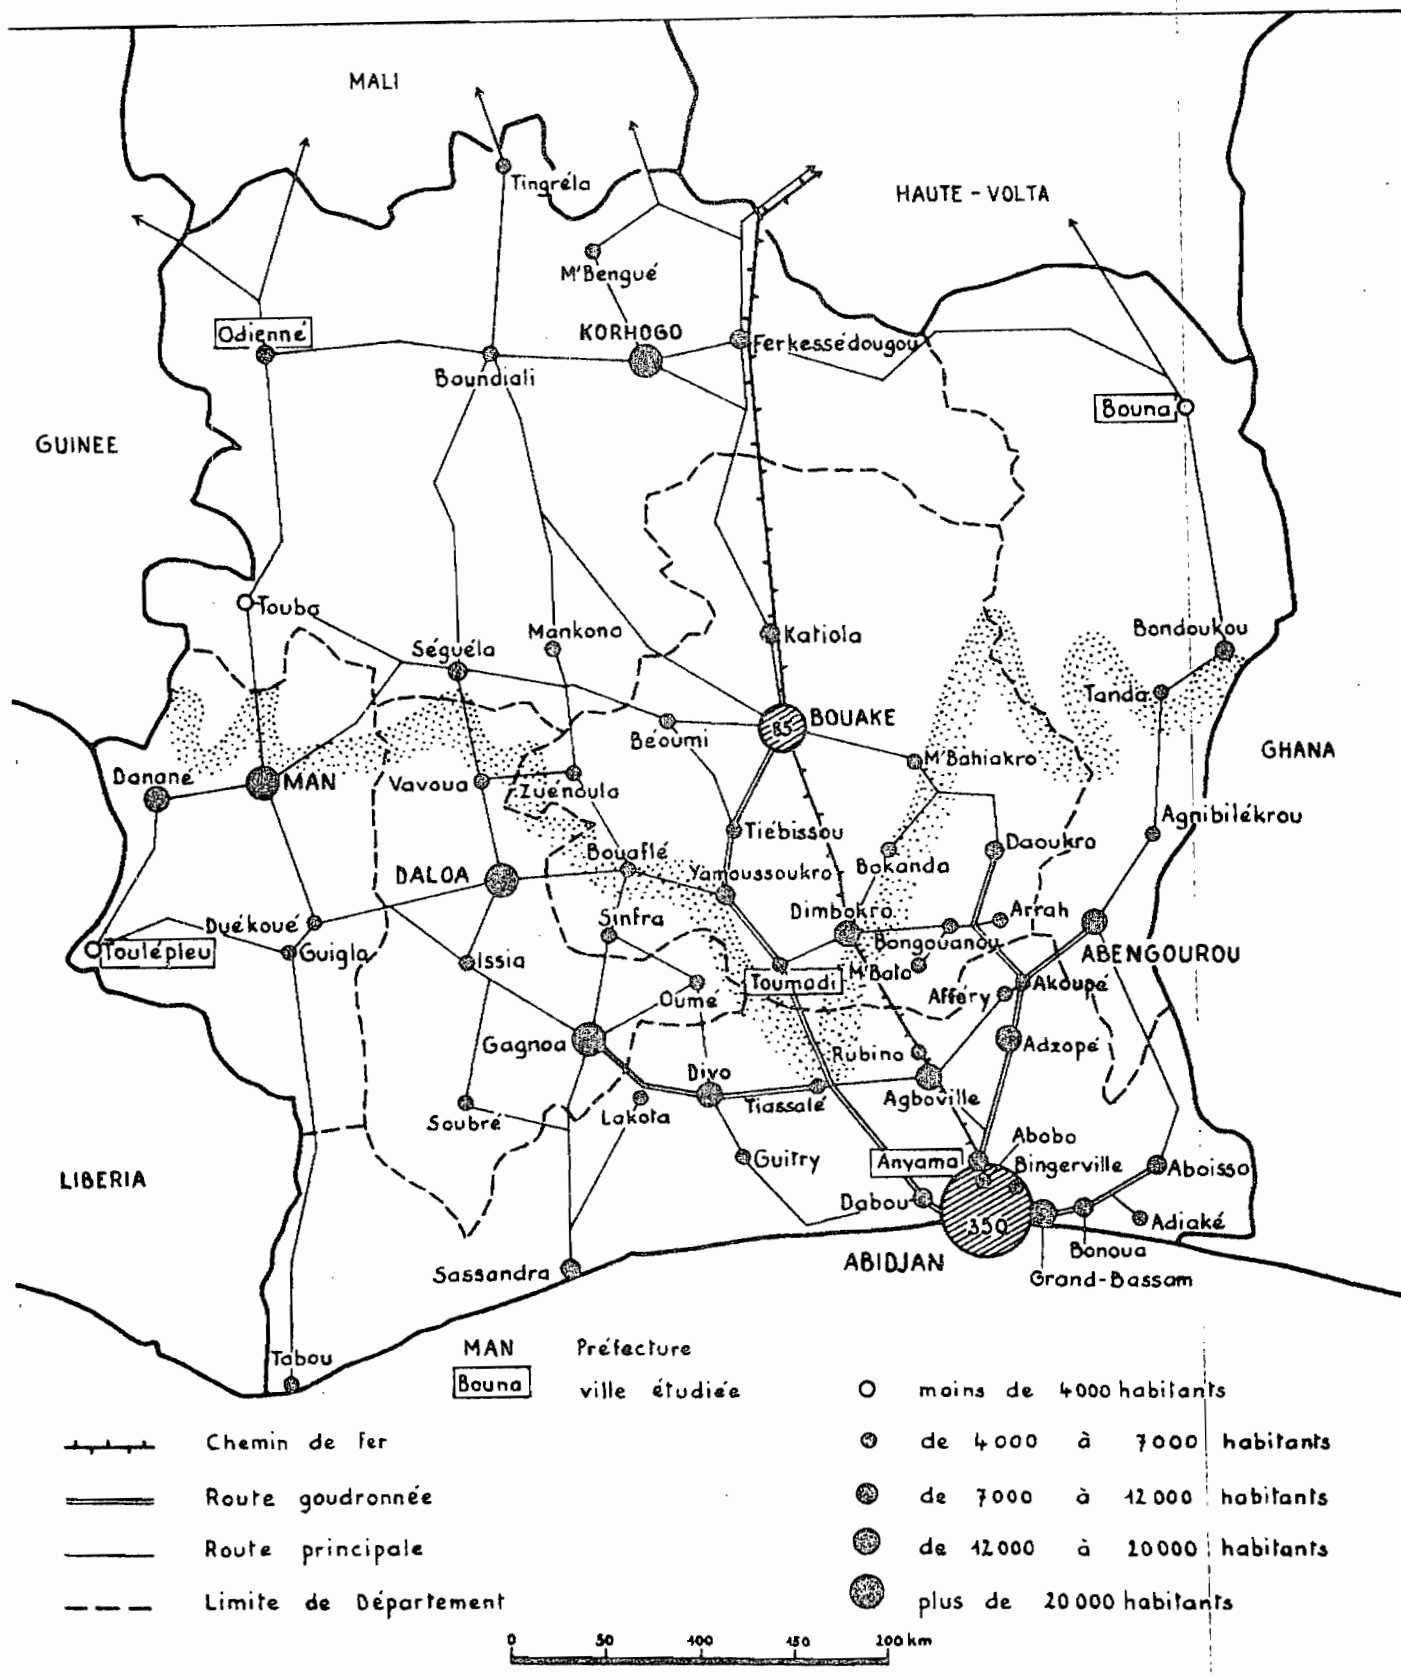 MALI
Tingréla
HAUTE-VOLTA
M'Bengué
Odienné
KORHOGO
Ferkessédougou
Boundiali
Bouna
GUINEE
Touba
Mankono
Katiola
Bondoukou
Séguéla
Tanda
BOUAKE
85
Béoumi
M'Bahiakro
GHANA
Danané
MAN
Vavoua
Zuénoula
Agnibilékrou
Tiébissou
Daoukro
Bouaflé
Bokanda
DALOA
Yamoussoukro
Dimbokro
Arrah
Sinfra
Duékoué
Bongouanou
Toulépleu
Guiglo
Issia
ABENGOUROU
Toumodi
M'Bato
Akoupé
Oumé
Afféry
Gagnoa
Adzopé
Rubino
Divo
Tiassalé
Agboville
Soubré
Lakota
Abobo
Guitry
Anyama
Bingerville
LIBERIA
Aboisso
Dabou
350
Adiaké
Bonoua
ABIDJAN
Sassandra
Grand-Bassam
Tabou
MAN Préfecture
Bouna ville étudiée
Chemin de fer
Route goudronnée
Route principale
Limite de Département
moins de 4000 habitants
de 4000 à 7000 habitants
de 7000 à 12000 habitants
de 12000 à 20000 habitants
plus de 20000 habitants
0 50 100 150 200 km